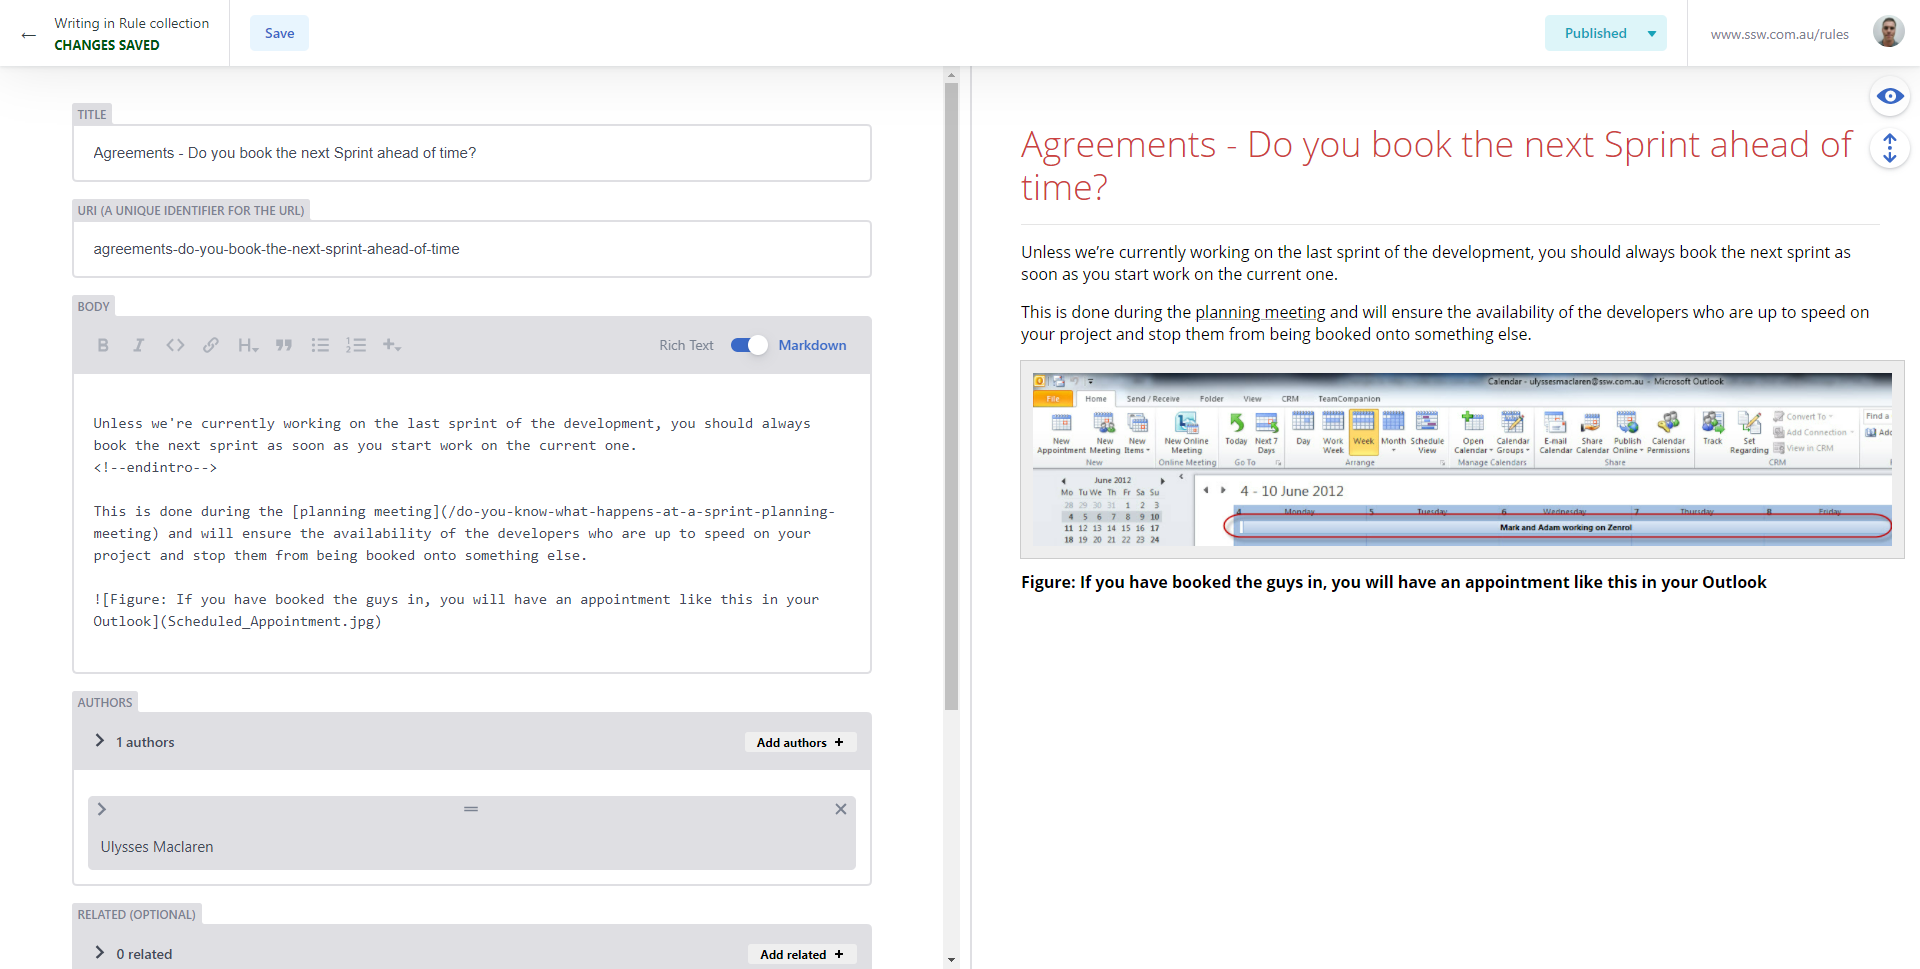 Writing in Rule collection
CHANGES SAVED
Save
Published
www.ssw.com.au/rules
TITLE
Agreements - Do you book the next Sprint ahead of time?
URI (A UNIQUE IDENTIFIER FOR THE URL)
agreements-do-you-book-the-next-sprint-ahead-of-time
BODY
Rich Text
Markdown
Unless we're currently working on the last sprint of the development, you should always
book the next sprint as soon as you start work on the current one.
<!--endintro-->
This is done during the [planning meeting](/do-you-know-what-happens-at-a-sprint-planning-
meeting) and will ensure the availability of the developers who are up to speed on your
project and stop them from being booked onto something else.
![Figure: If you have booked the guys in, you will have an appointment like this in your
Outlook](Scheduled_Appointment.jpg)
AUTHORS
1 authors
Add authors +
Ulysses Maclaren
RELATED (OPTIONAL)
0 related
Add related +
Agreements - Do you book the next Sprint ahead of
time?
Unless we're currently working on the last sprint of the development, you should always book the next sprint as
soon as you start work on the current one.
This is done during the planning meeting and will ensure the availability of the developers who are up to speed on
your project and stop them from being booked onto something else.
Calendar - ulyssesmaclaren@ssw.com.au - Microsoft Outlook
File Home Send / Receive Folder View CRM TeamCompanion
New Appointment
New Meeting
New Items
New Online Meeting
Today
Next 7 Days
Day
Work Week
Week
Month
Schedule View
Open Calendar
Calendar Groups
E-mail Calendar
Share Calendar
Publish Online
Calendar Permissions
Track
Set Regarding
Convert To
Add Connection
View in CRM
Find a
Add
New
Online Meeting
Go To
Arrange
Manage Calendars
Share
CRM
June 2012
Mo Tu We Th Fr Sa Su
28 29 30 31 1 2 3
4 5 6 7 8 9 10
11 12 13 14 15 16 17
18 19 20 21 22 23 24
4 - 10 June 2012
4 Monday 5 Tuesday 6 Wednesday 7 Thursday 8 Friday
Mark and Adam working on Zenrol
Figure: If you have booked the guys in, you will have an appointment like this in your Outlook